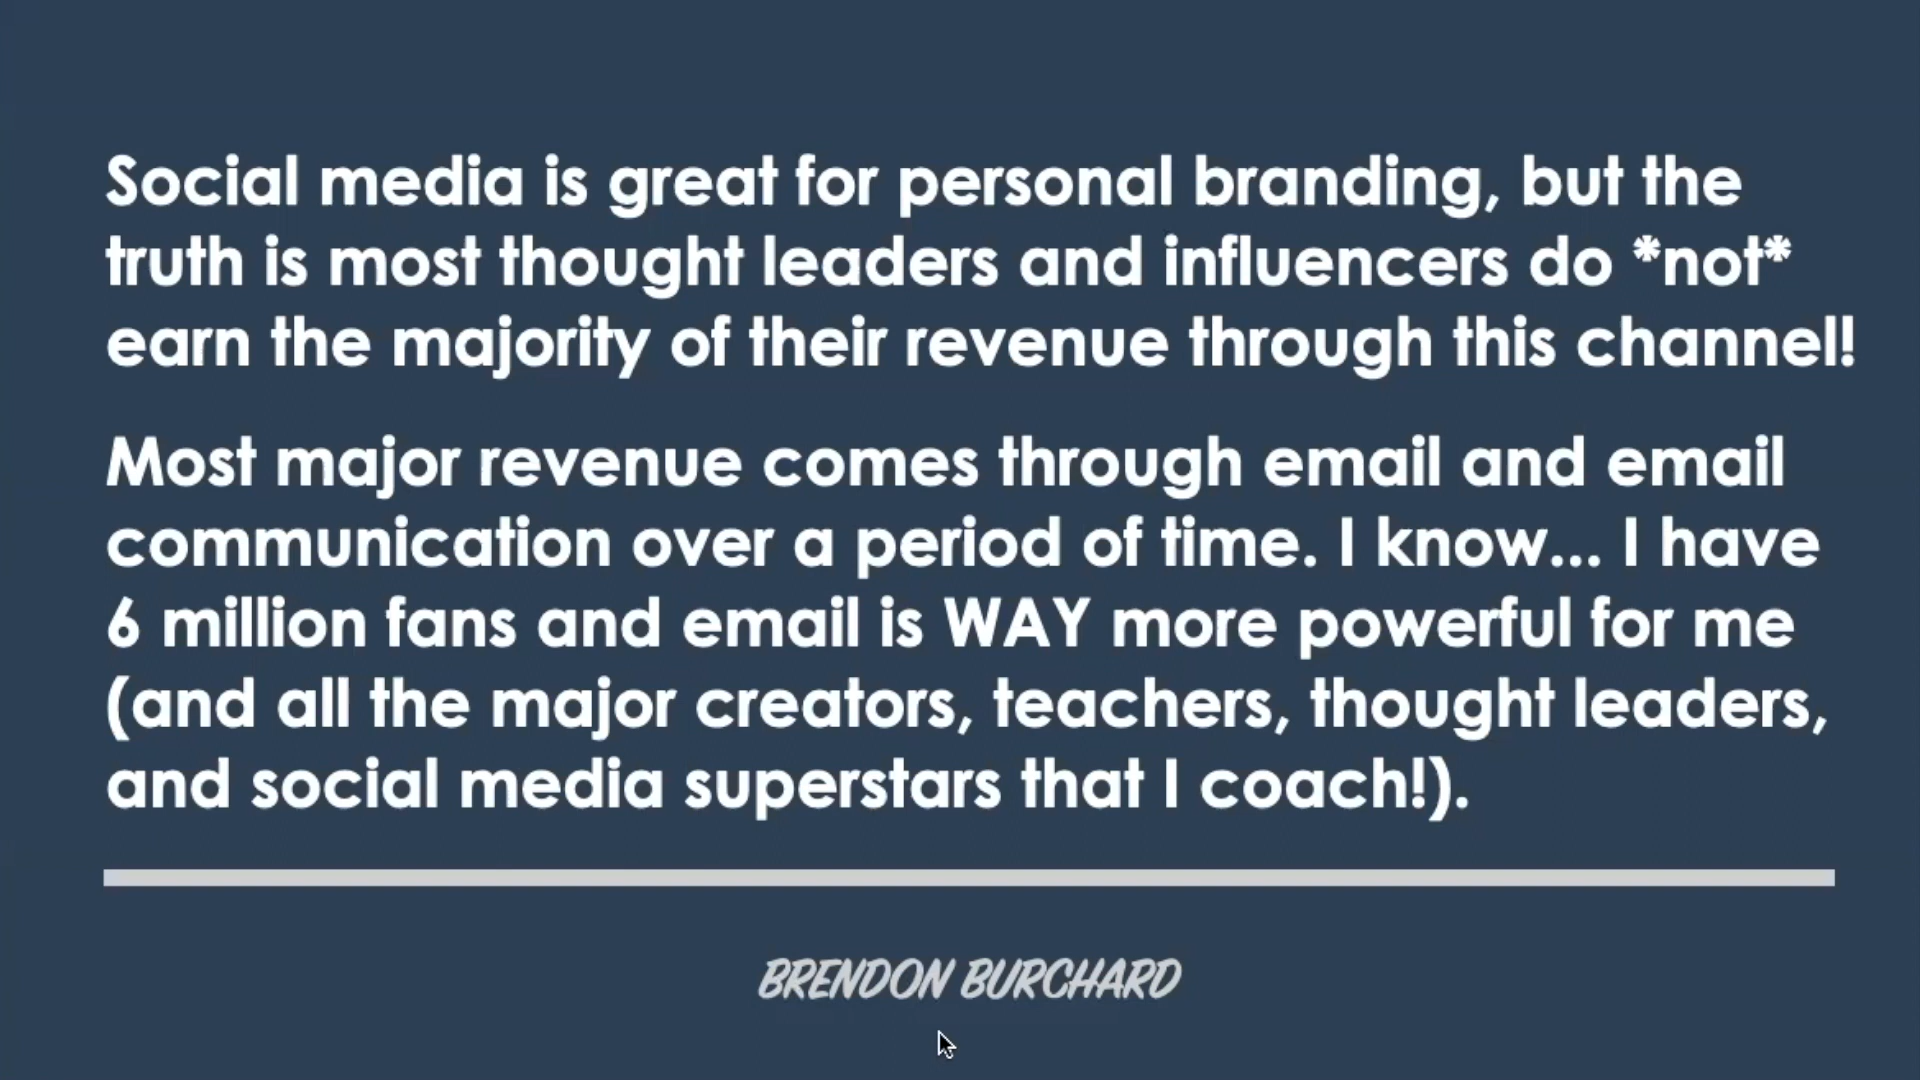 Social media is great for personal branding, but the
truth is most thought leaders and influencers do *not*
earn the majority of their revenue through this channel!
Most major revenue comes through email and email
communication over a period of time. I know... I have
6 million fans and email is WAY more powerful for me
(and all the major creators, teachers, thought leaders,
and social media superstars that I coach!).
BRENDON BURCHARD